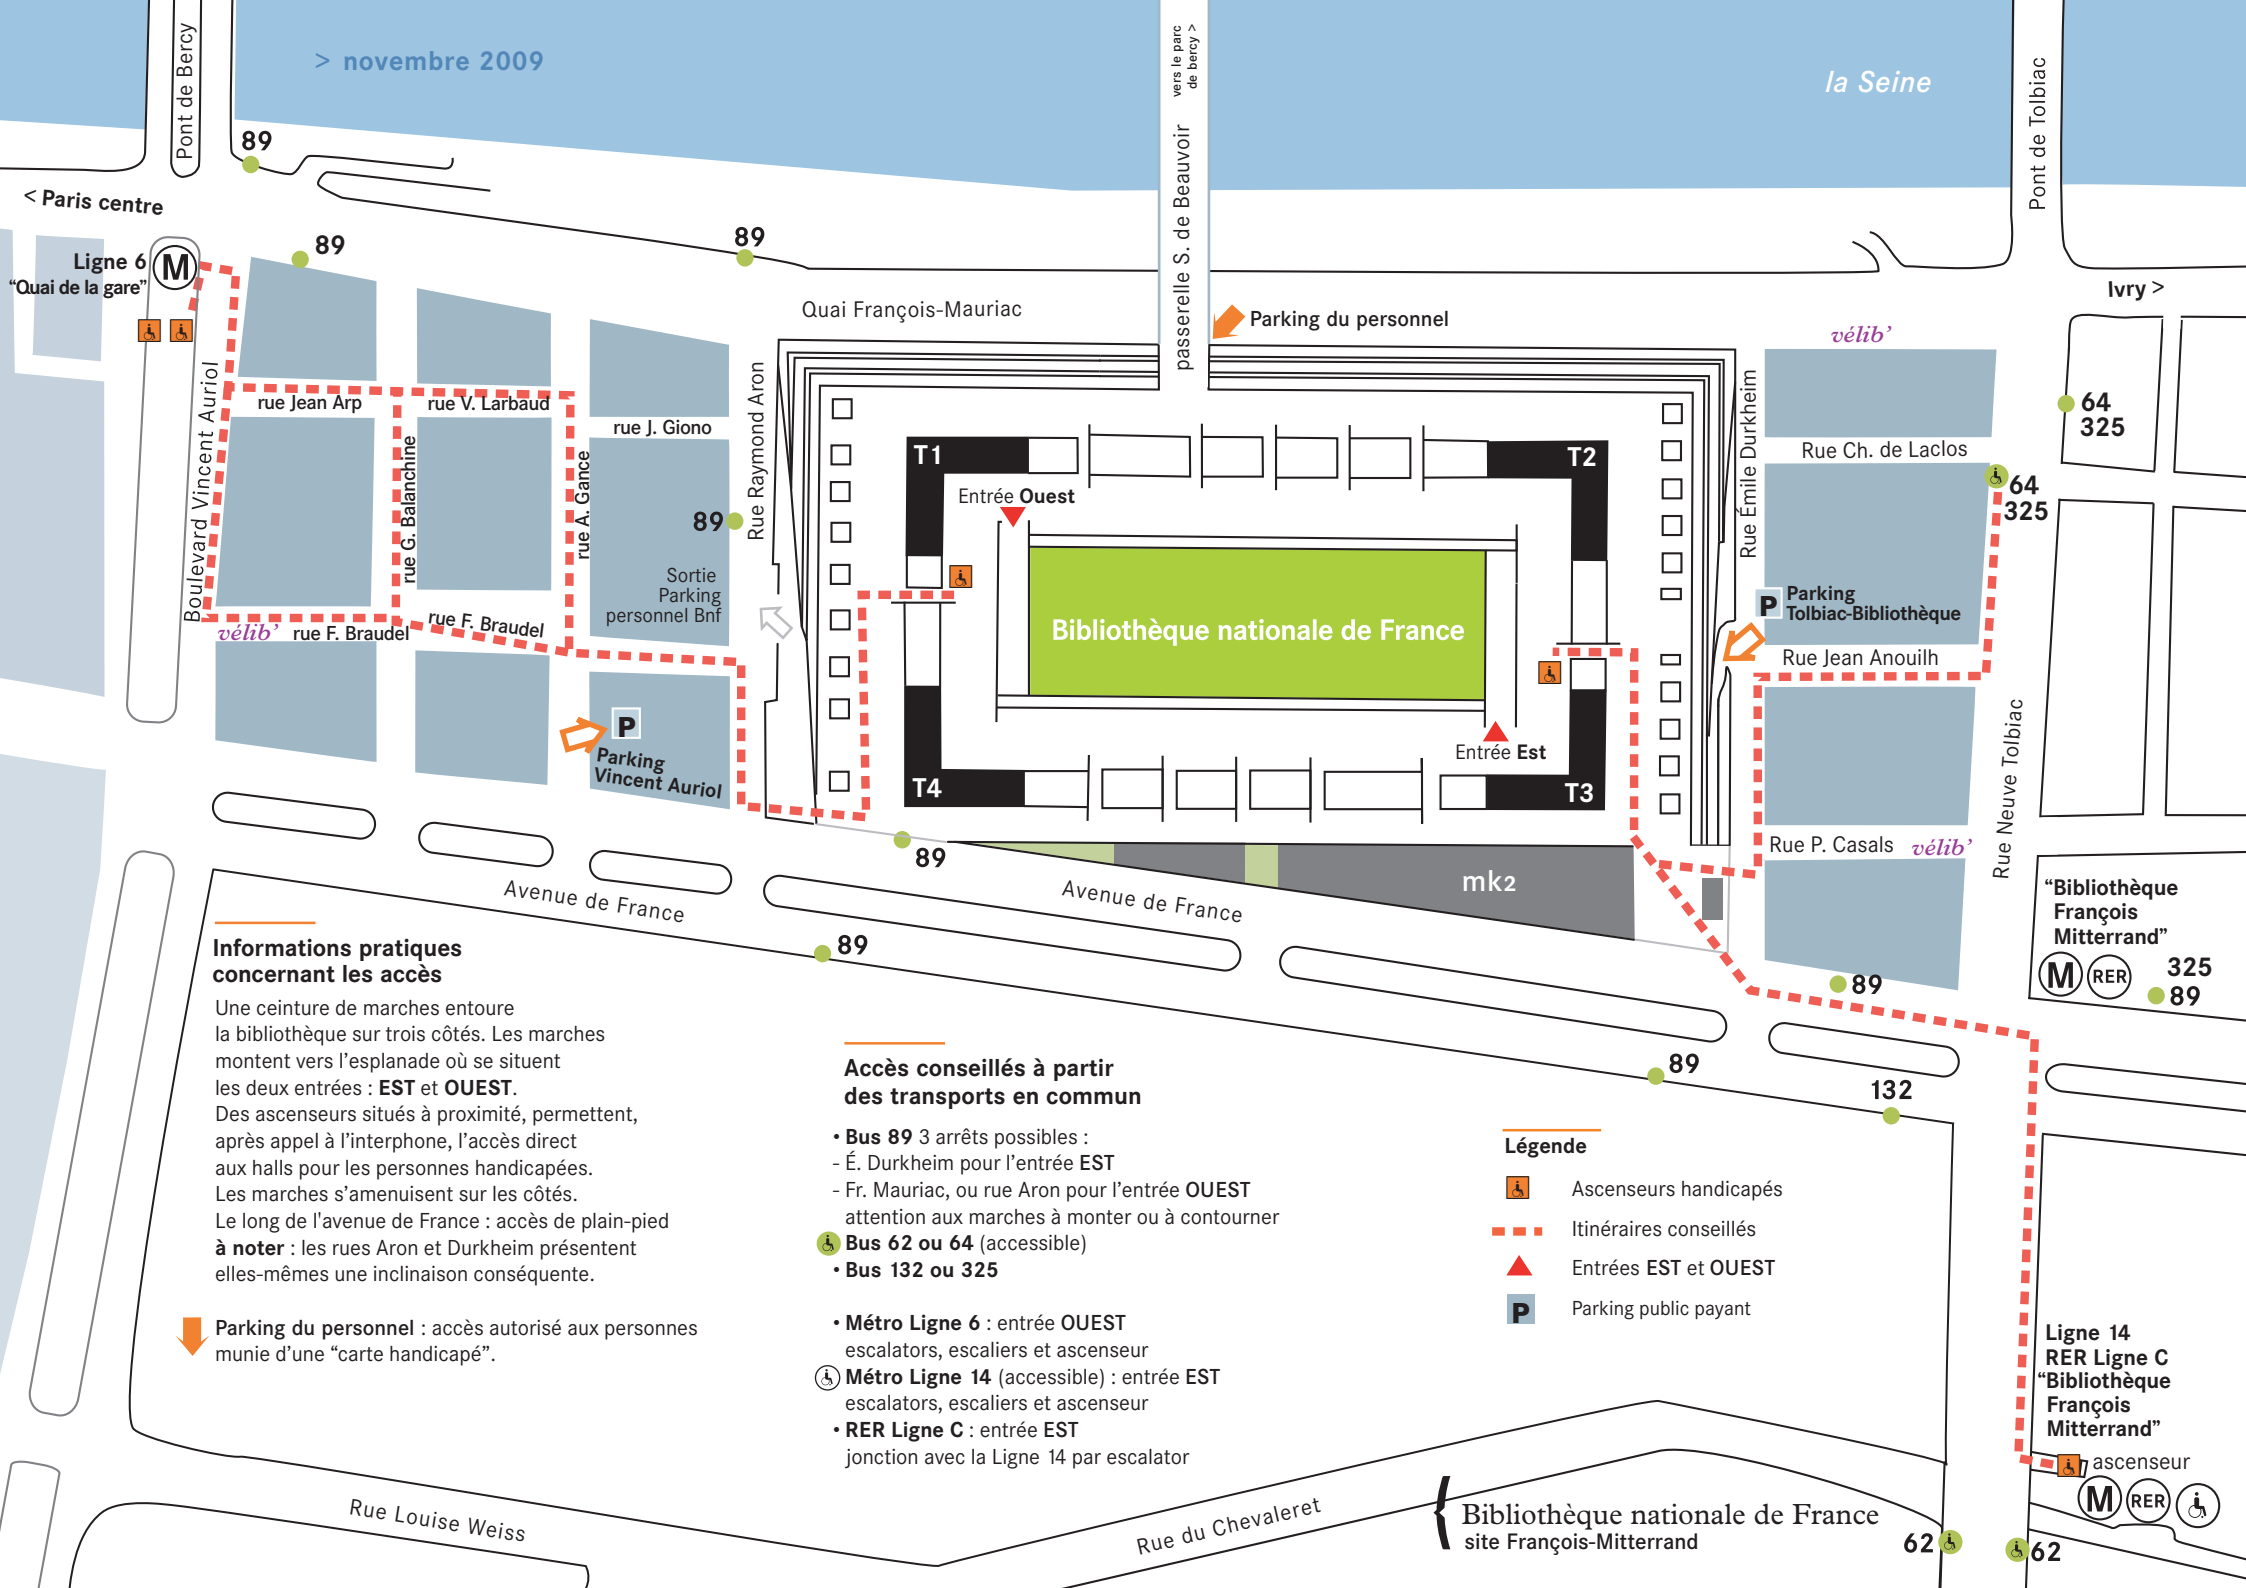 Pont de Bercy
> novembre 2009
vers le parc
de bercy >
la Seine
Pont de Tolbiac
89
< Paris centre
passerelle S. de Beauvoir
89
89
Ligne 6
M
"Quai de la gare"
Quai François-Mauriac
Parking du personnel
Ivry >
vélib'
64
325
Boulevard Vincent Auriol
rue Jean Arp
rue V. Larbaud
rue J. Giono
Rue Raymond Aron
Rue Émile Durkheim
Rue Ch. de Laclos
T1
T2
rue G. Balanchine
rue A. Gance
Entrée Ouest
64
325
89
Sortie
Parking
personnel Bnf
P
Parking
Tolbiac-Bibliothèque
vélib'
rue F. Braudel
rue F. Braudel
Bibliothèque nationale de France
Rue Jean Anouilh
P
Parking
Vincent Auriol
Entrée Est
Rue Neuve Tolbiac
T4
T3
89
Rue P. Casals
vélib'
mk2
Avenue de France
Avenue de France
"Bibliothèque
François
Mitterrand"
M
RER
325
89
89
89
89
132
Informations pratiques
concernant les accès
Une ceinture de marches entoure
la bibliothèque sur trois côtés. Les marches
montent vers l'esplanade où se situent
les deux entrées : EST et OUEST.
Des ascenseurs situés à proximité, permettent,
après appel à l'interphone, l'accès direct
aux halls pour les personnes handicapées.
Les marches s'amenuisent sur les côtés.
Le long de l'avenue de France : accès de plain-pied
à noter : les rues Aron et Durkheim présentent
elles-mêmes une inclinaison conséquente.
Parking du personnel : accès autorisé aux personnes
munie d'une "carte handicapé".
Accès conseillés à partir
des transports en commun
• Bus 89 3 arrêts possibles :
- É. Durkheim pour l'entrée EST
- Fr. Mauriac, ou rue Aron pour l'entrée OUEST
attention aux marches à monter ou à contourner
Bus 62 ou 64 (accessible)
• Bus 132 ou 325
• Métro Ligne 6 : entrée OUEST
escalators, escaliers et ascenseur
Métro Ligne 14 (accessible) : entrée EST
escalators, escaliers et ascenseur
• RER Ligne C : entrée EST
jonction avec la Ligne 14 par escalator
Légende
Ascenseurs handicapés
Itinéraires conseillés
Entrées EST et OUEST
P
Parking public payant
Ligne 14
RER Ligne C
"Bibliothèque
François
Mitterrand"
ascenseur
M
RER
Rue Louise Weiss
Rue du Chevaleret
Bibliothèque nationale de France
site François-Mitterrand
62
62